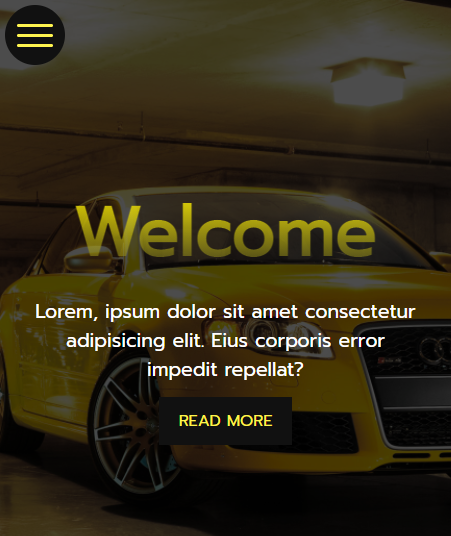 Welcome
Lorem, ipsum dolor sit amet consectetur
adipisicing elit. Eius corporis error
impedit repellat?
READ MORE